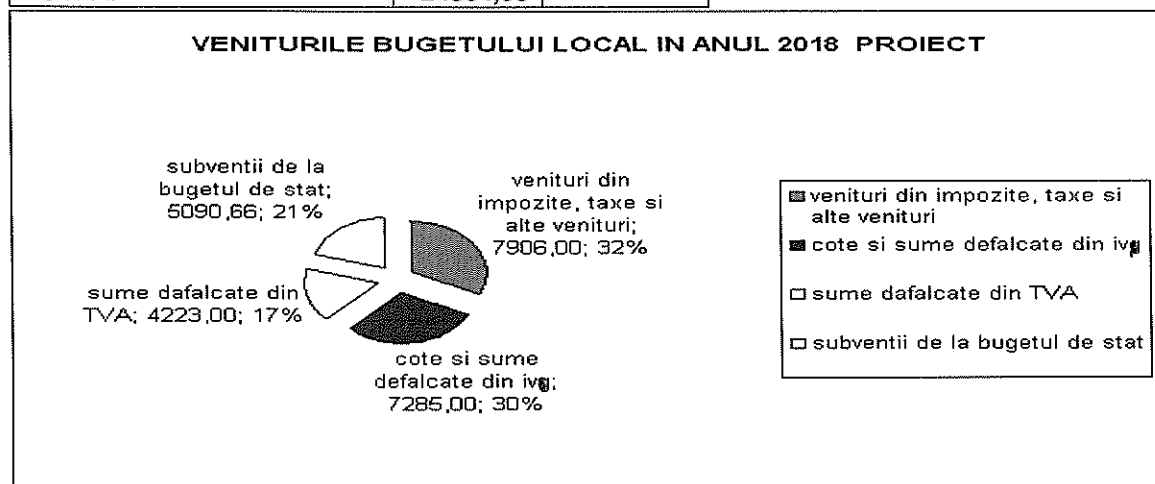 VENITURILE BUGETULUI LOCAL IN ANUL 2018 PROIECT
subventii de la
bugetul de stat;
5090,66; 21%
venituri din
impozite, taxe si
alte venituri;
7906,00; 32%
sume dafalcate din
TVA; 4223,00; 17%
cote si sume
defalcate din
7285,00; 30%
venituri din impozite, taxe si
alte venituri
cote si sume defalcate din
sume dafalcate din TVA
subventii de la bugetul de stat